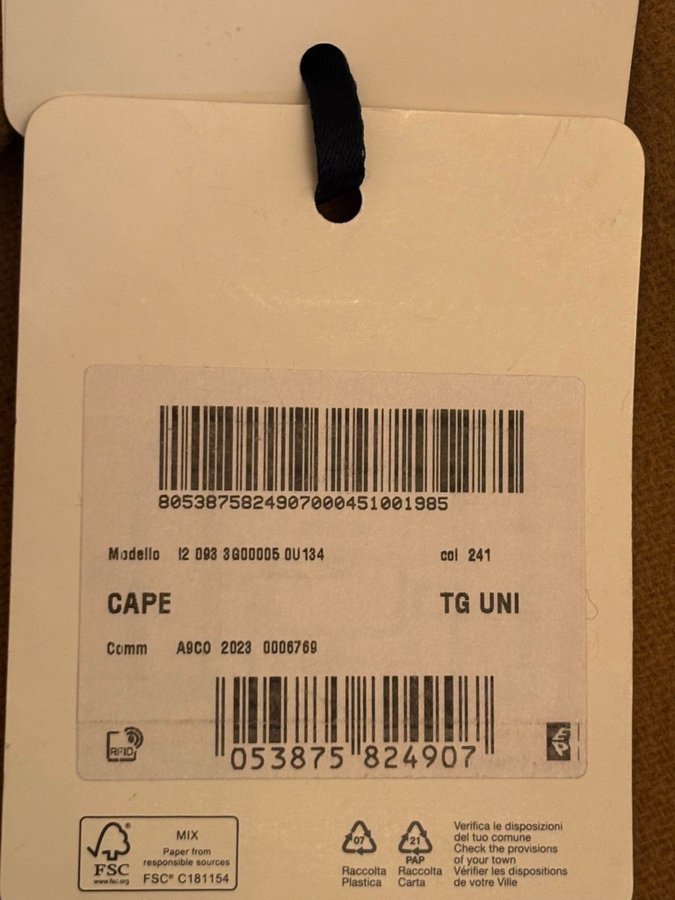 8053875824907000451001985
Modello I2 093 3G00005 0U134 col 241
CAPE TG UNI
Comm A9CO 2023 0006769
RFID
053875 824907
FSC
www.fsc.org
MIX
Paper from
responsible sources
FSC® C181154
07
Raccolta
Plastica
21
PAP
Raccolta
Carta
Verifica le disposizioni
del tuo comune
Check the provisions
of your town
Vérifier les dispositions
de votre Ville